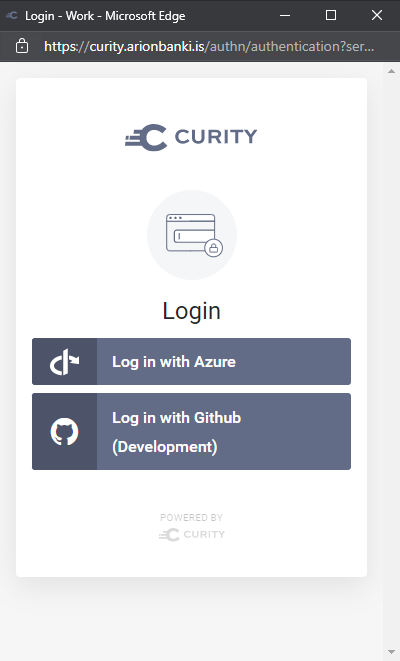 Login - Work - Microsoft Edge
https://curity.arionbanki.is/authn/authentication?ser...
CURITY
Login
Log in with Azure
Log in with Github
(Development)
POWERED BY
CURITY